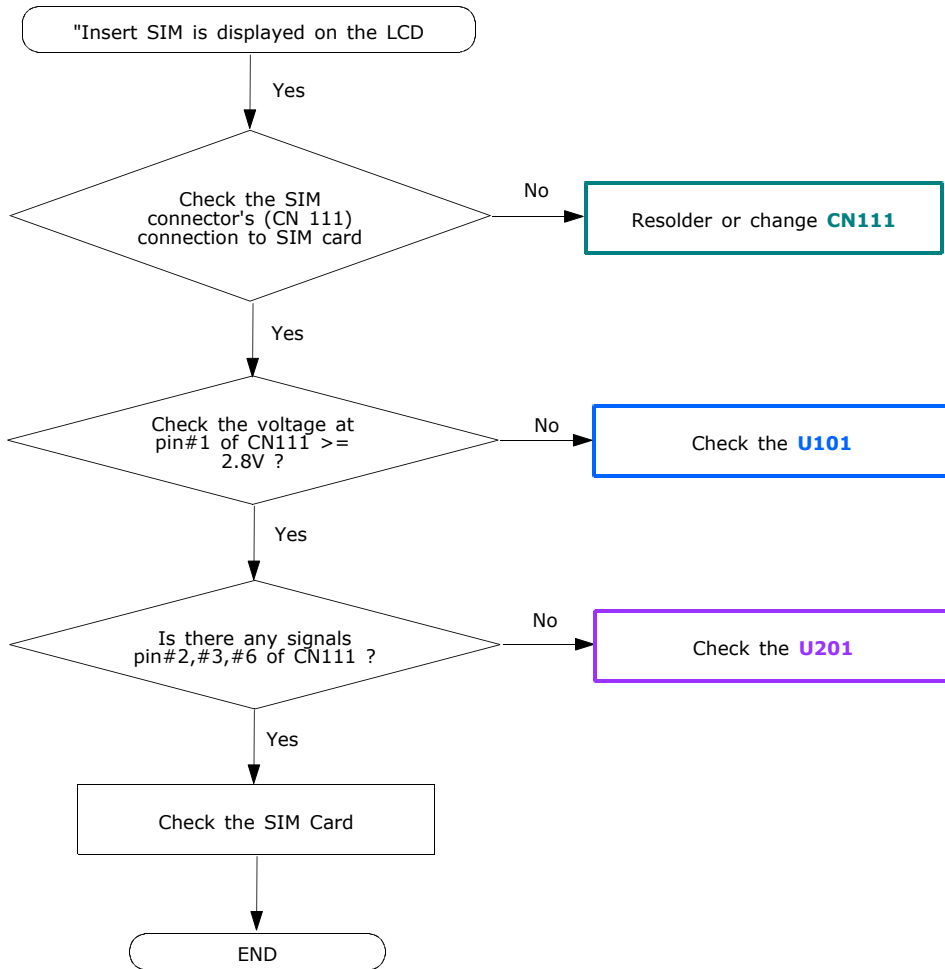 "Insert SIM is displayed on the LCD
Yes
Check the SIM
connector's (CN 111)
connection to SIM card
No
Resolder or change CN111
Yes
Check the voltage at
pin#1 of CN111 >=
2.8V ?
No
Check the U101
Yes
Is there any signals
pin#2,#3,#6 of CN111 ?
No
Check the U201
Yes
Check the SIM Card
END